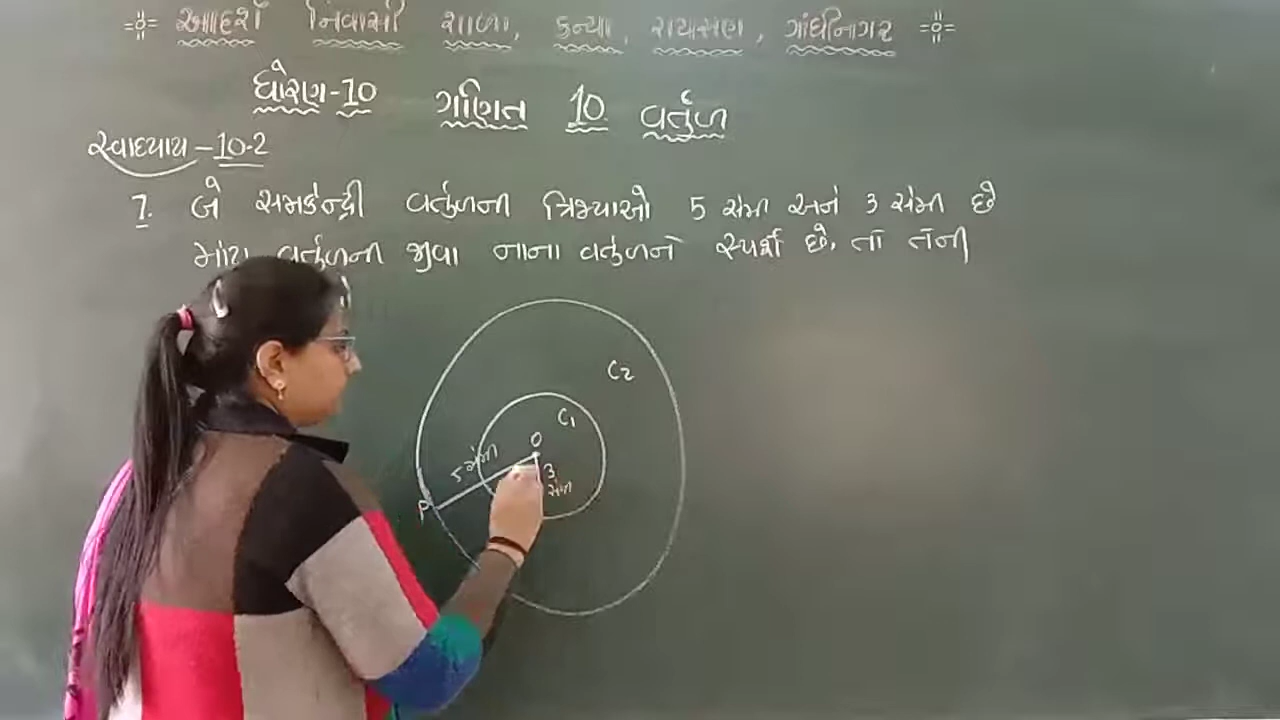 આદર્શ નિવાસી શાળા, કન્યા, રાયસણ, ગાંધીનગર
ધોરણ-10 ગણિત 10 વર્તુળ
સ્વાધ્યાય - 10.2
7. બે સમકેન્દ્રી વર્તુળની ત્રિજ્યાઓ 5 સેમી અને 3 સેમી છે
મોટા વર્તુળની જીવા નાના વર્તુળને સ્પર્શે છે, તો તેની
C2
C1
O
5 સેમી
3
સેમી
P